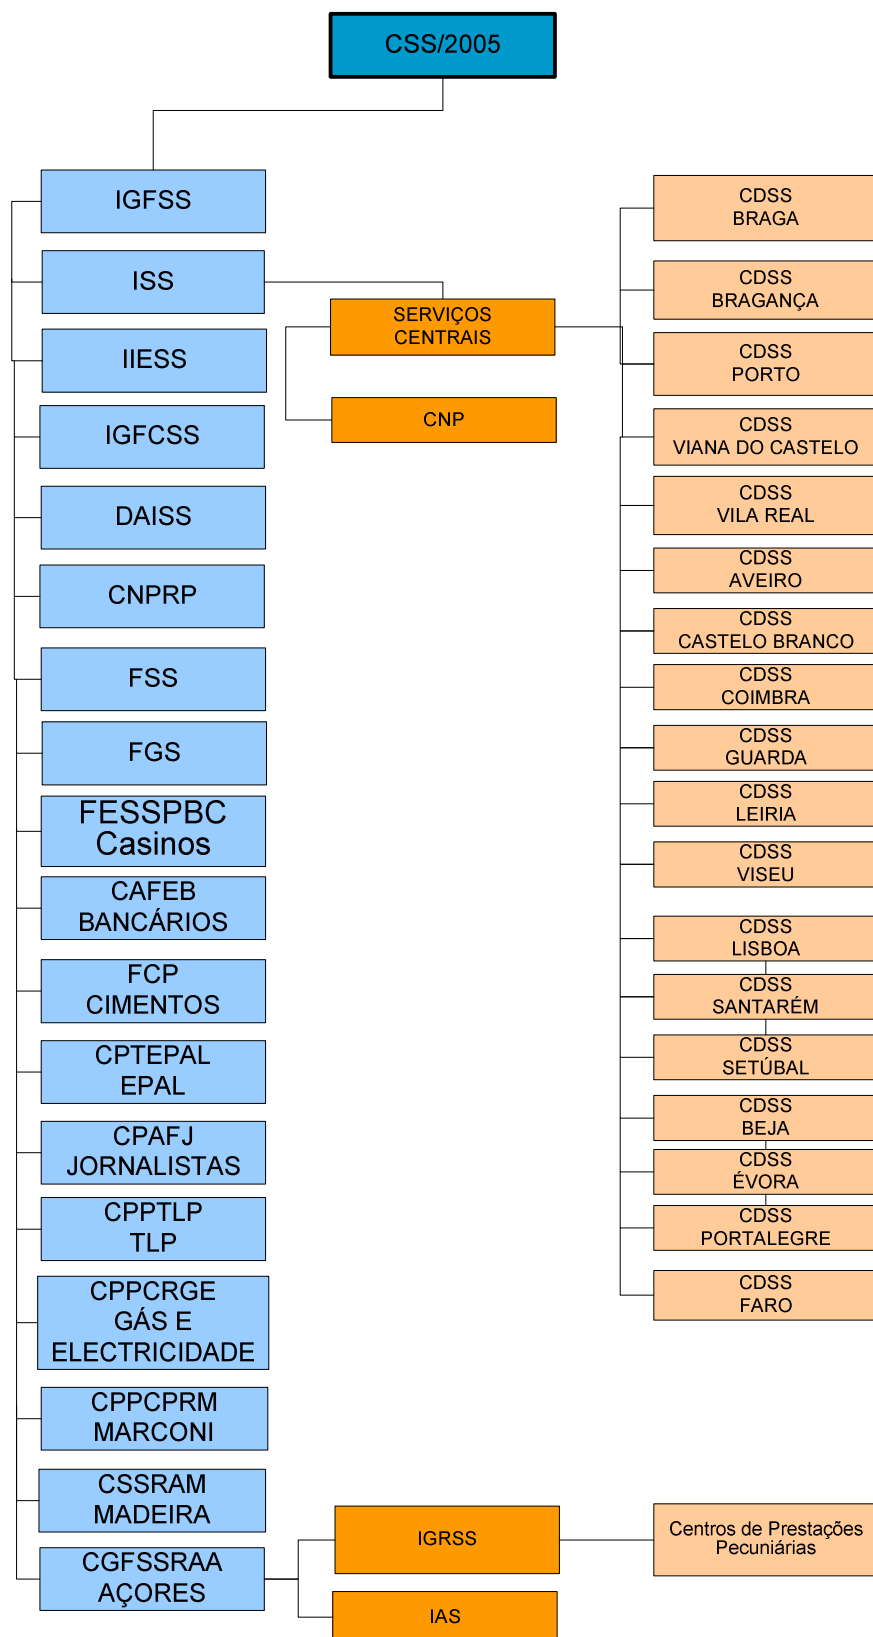 CSS/2005
IGFSS
ISS
IIESS
IGFCSS
DAISS
CNPRP
FSS
FGS
FESSPBC
Casinos
CAFEB
BANCÁRIOS
FCP
CIMENTOS
CPTEPAL
EPAL
CPAFJ
JORNALISTAS
CPPTLP
TLP
CPPCRGE
GÁS E
ELECTRICIDADE
CPPCPRM
MARCONI
CSSRAM
MADEIRA
CGFSSRAA
AÇORES
SERVIÇOS
CENTRAIS
CNP
IGRSS
IAS
CDSS
BRAGA
CDSS
BRAGANÇA
CDSS
PORTO
CDSS
VIANA DO CASTELO
CDSS
VILA REAL
CDSS
AVEIRO
CDSS
CASTELO BRANCO
CDSS
COIMBRA
CDSS
GUARDA
CDSS
LEIRIA
CDSS
VISEU
CDSS
LISBOA
CDSS
SANTARÉM
CDSS
SETÚBAL
CDSS
BEJA
CDSS
ÉVORA
CDSS
PORTALEGRE
CDSS
FARO
Centros de Prestações
Pecuniárias